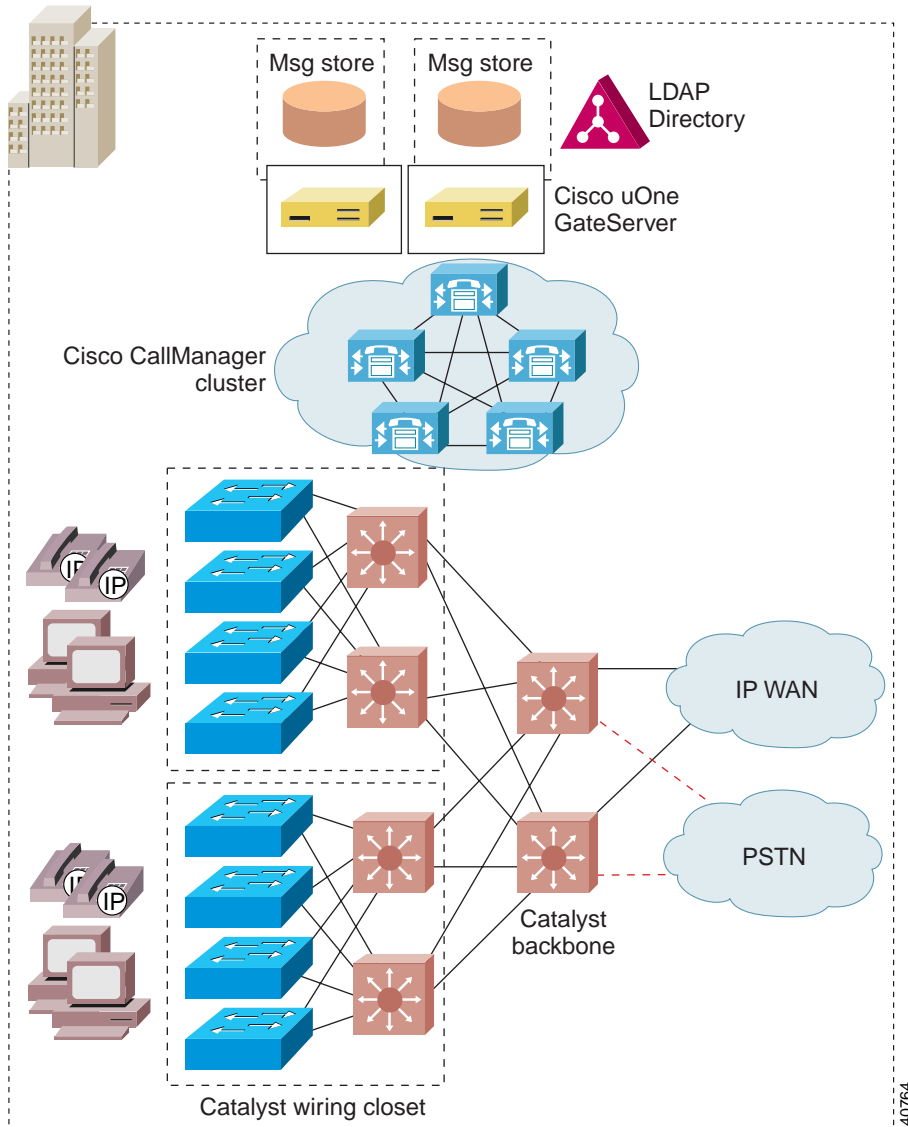 Msg store
Msg store
LDAP
Directory
Cisco uOne
GateServer
Cisco CallManager
cluster
IP
IP
IP WAN
PSTN
IP
IP
Catalyst
backbone
Catalyst wiring closet
40764